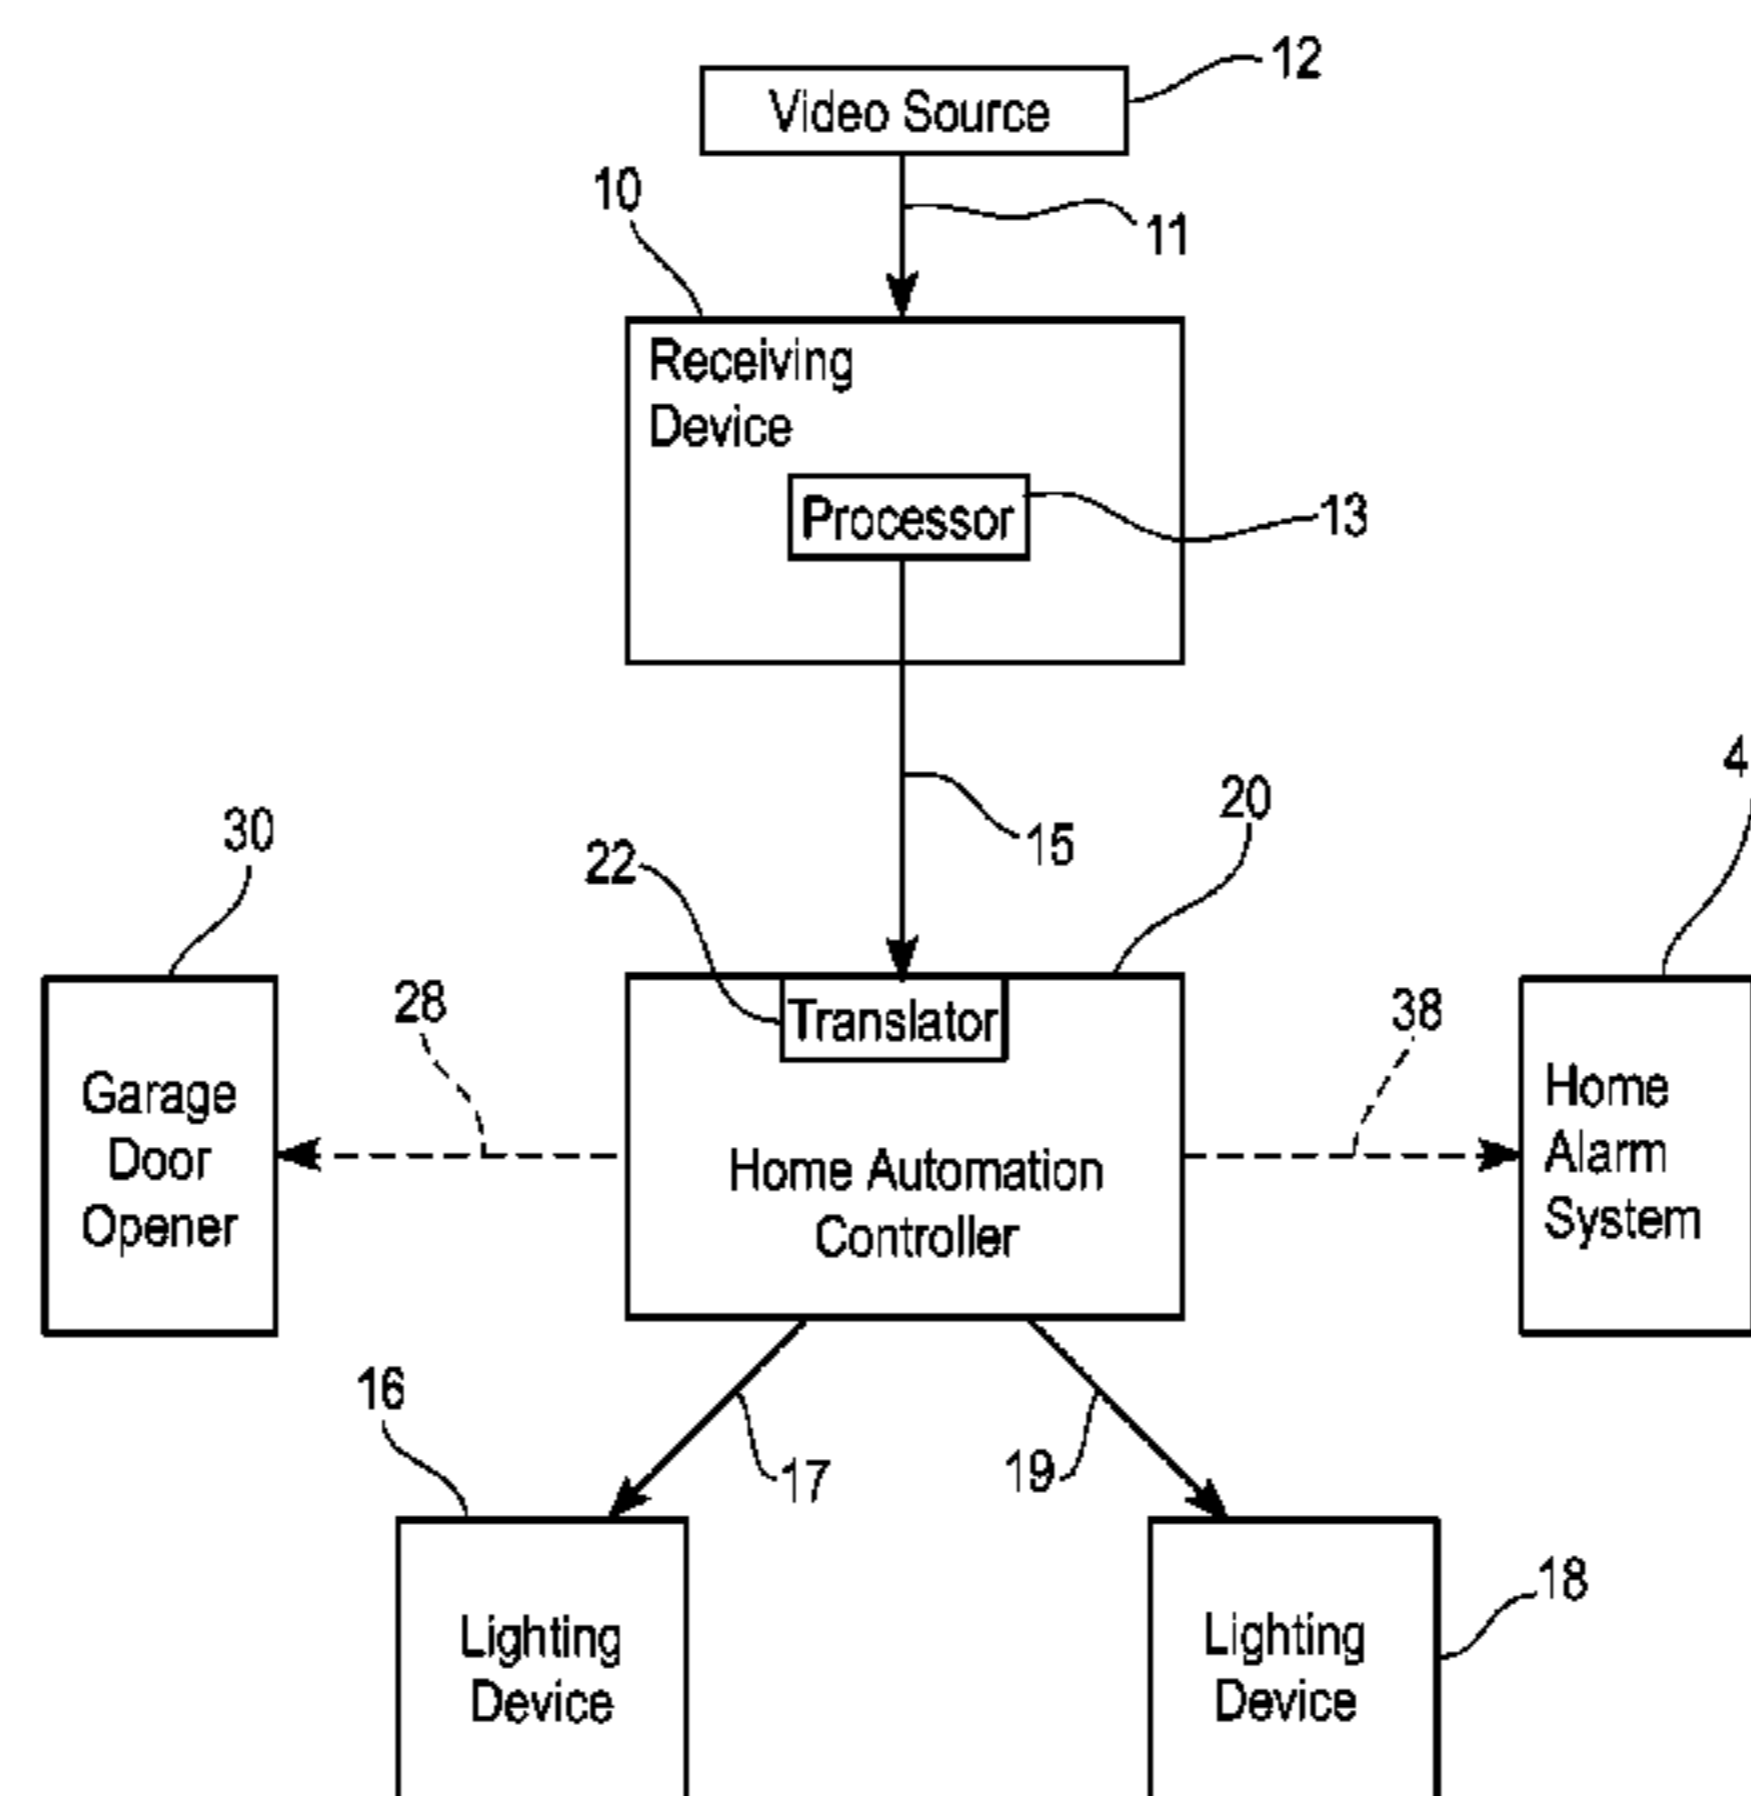 12
Video Source
10
11
Receiving
Device
Processor
13
4
20
30
15
22
28
Translator
38
Garage
Door
Opener
Home Automation
Controller
Home
Alarm
System
16
17
19
18
Lighting
Device
Lighting
Device